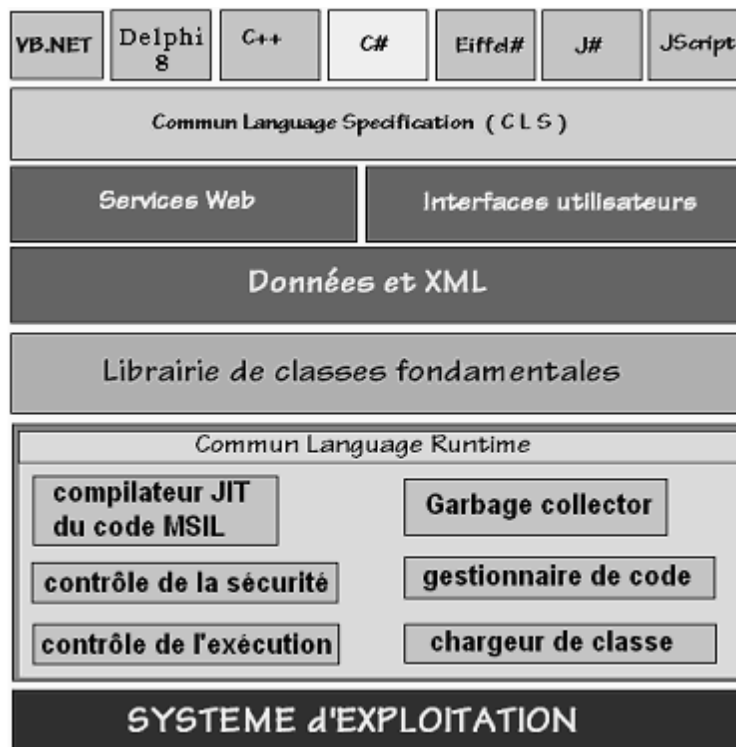 VB.NET
Delphi
8
C++
C#
Eiffel#
J#
JScript
Commun Language Specification ( C L S )
Services Web
Interfaces utilisateurs
Données et XML
Librairie de classes fondamentales
Commun Language Runtime
compilateur JIT
du code MSIL
Garbage collector
contrôle de la sécurité
gestionnaire de code
contrôle de l'exécution
chargeur de classe
SYSTEME d'EXPLOITATION